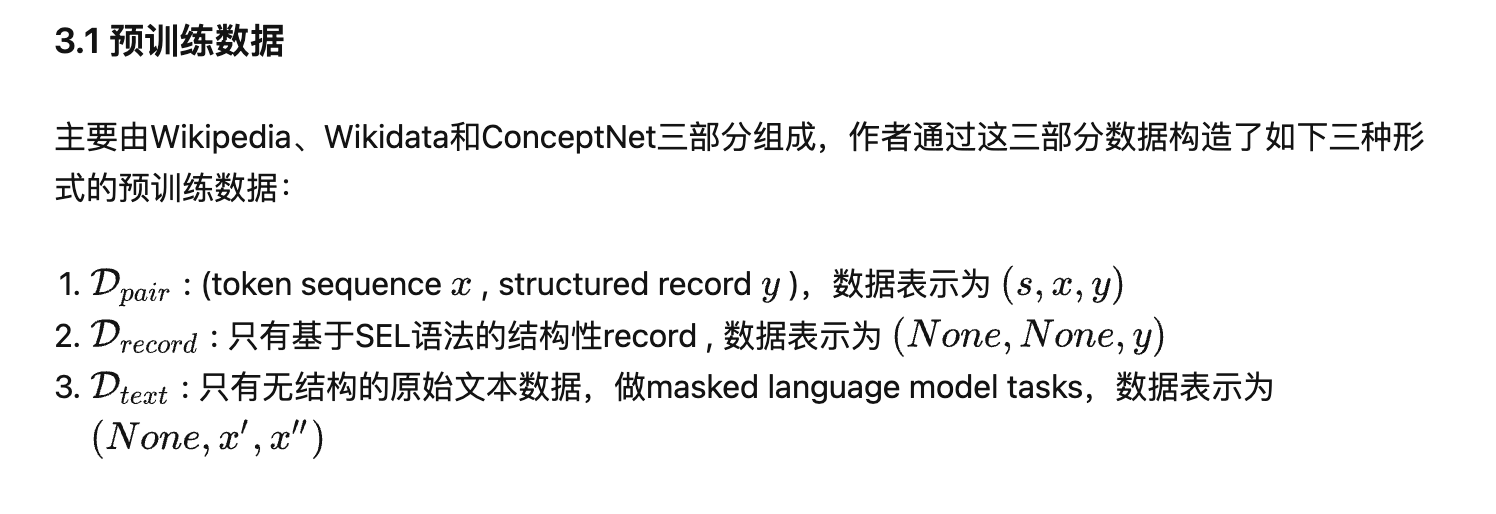 3.1 预训练数据
主要由Wikipedia、Wikidata和ConceptNet三部分组成，作者通过这三部分数据构造了如下三种形
式的预训练数据：
1. 𝒟_{pair} : (token sequence x , structured record y )，数据表示为 (s, x, y)
2. 𝒟_{record} : 只有基于SEL语法的结构性record , 数据表示为 (None, None, y)
3. 𝒟_{text} : 只有无结构的原始文本数据，做masked language model tasks，数据表示为
(None, x′, x″)